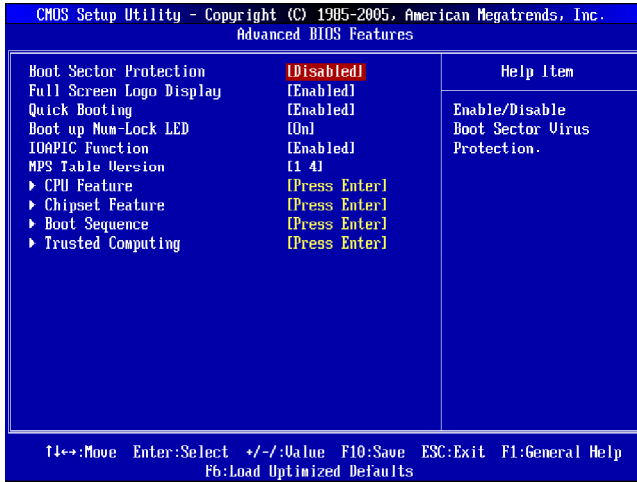 CMOS Setup Utility - Copyright (C) 1985-2005, American Megatrends, Inc.
Advanced BIOS Features
Boot Sector Protection [Disabled]
Full Screen Logo Display [Enabled]
Quick Booting [Enabled]
Boot up Num-Lock LED [On]
IOAPIC Function [Enabled]
MPS Table Version [1 4]
▶ CPU Feature [Press Enter]
▶ Chipset Feature [Press Enter]
▶ Boot Sequence [Press Enter]
▶ Trusted Computing [Press Enter]
Help Item
Enable/Disable
Boot Sector Virus
Protection.
↑↓←→:Move Enter:Select +/-/:Value F10:Save ESC:Exit F1:General Help
F6:Load Optimized Defaults